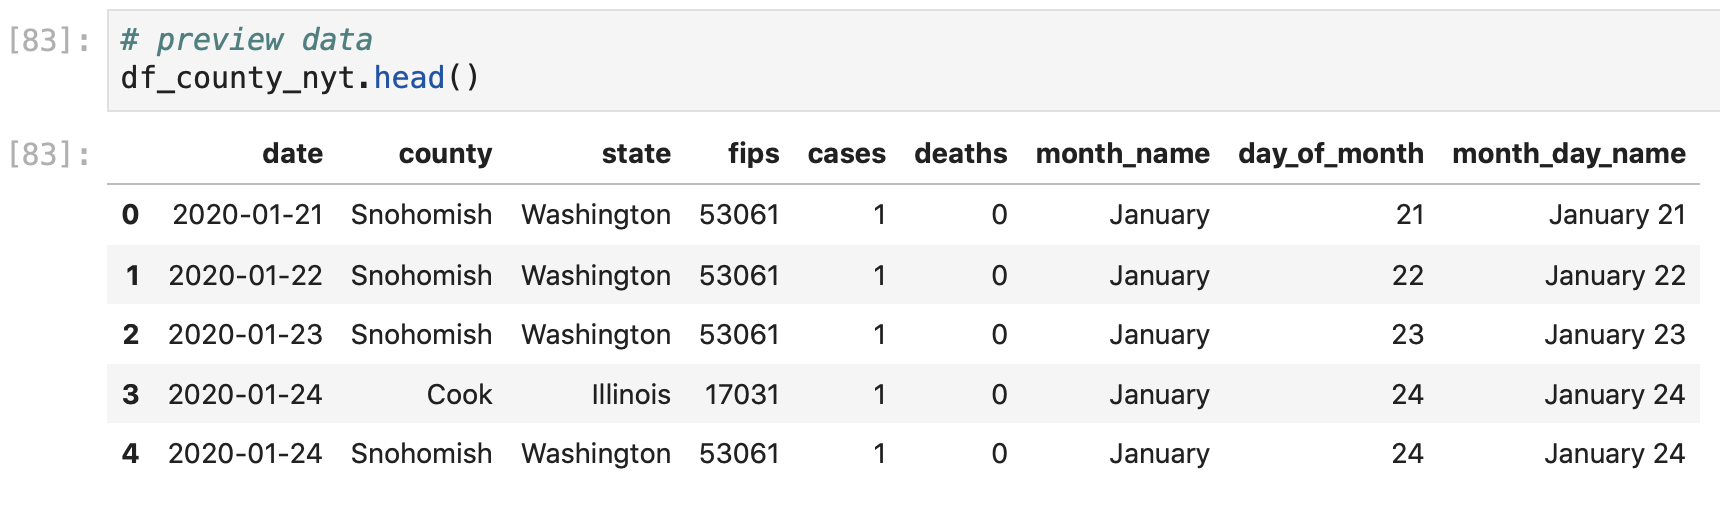 [83]: # preview data
df_county_nyt.head()
[83]: date county state fips cases deaths month_name day_of_month month_day_name
0 2020-01-21 Snohomish Washington 53061 1 0 January 21 January 21
1 2020-01-22 Snohomish Washington 53061 1 0 January 22 January 22
2 2020-01-23 Snohomish Washington 53061 1 0 January 23 January 23
3 2020-01-24 Cook Illinois 17031 1 0 January 24 January 24
4 2020-01-24 Snohomish Washington 53061 1 0 January 24 January 24